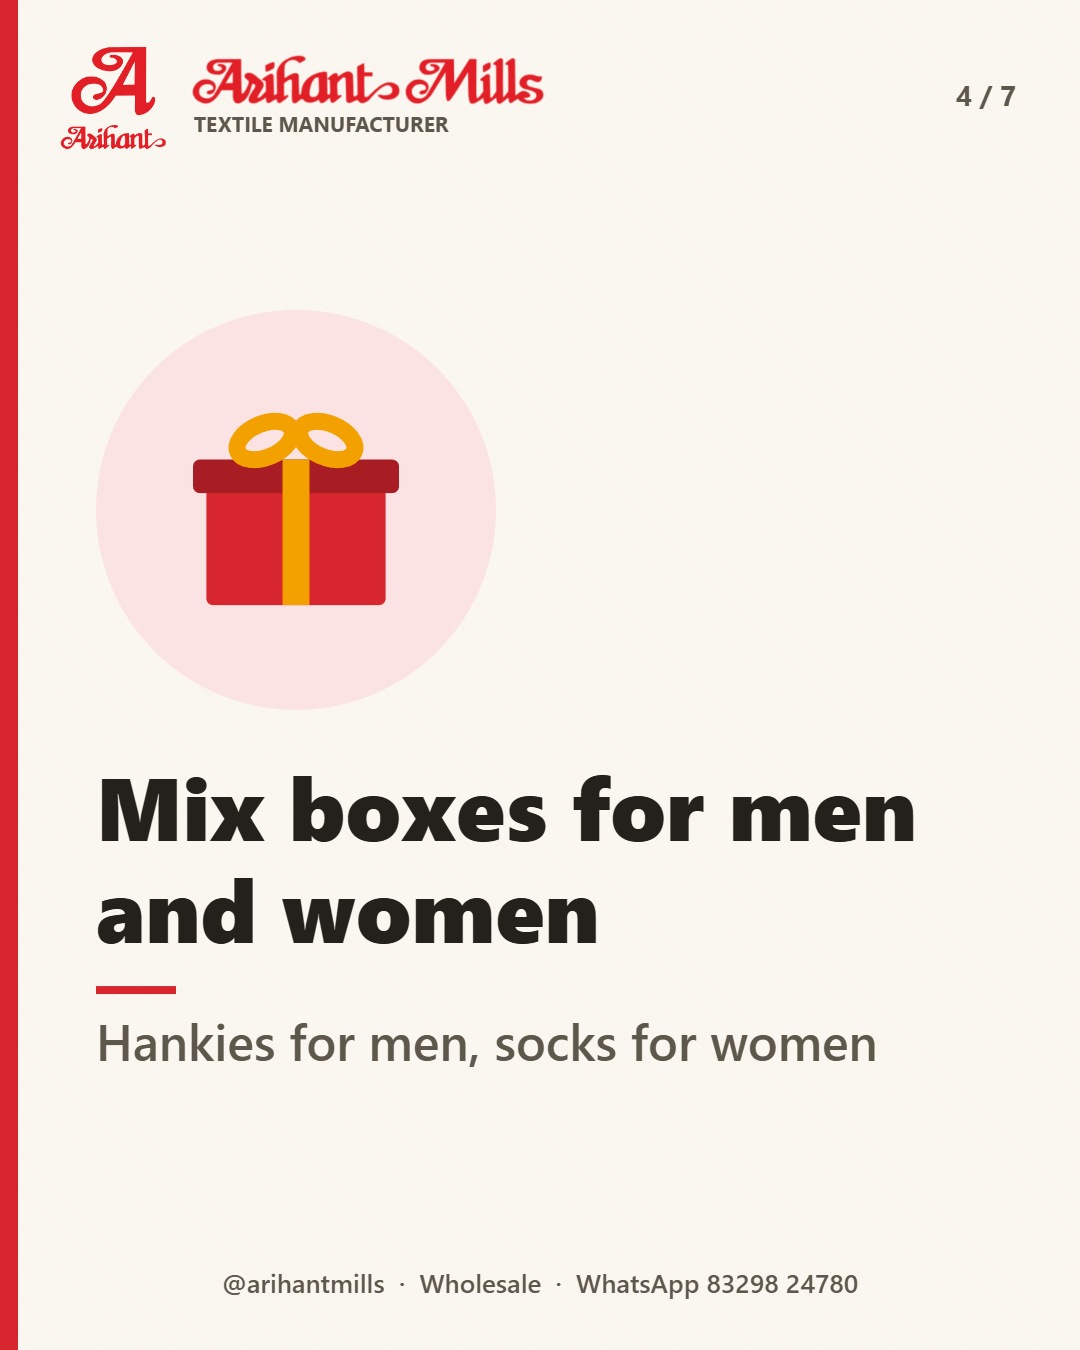 A
Arihant
Arihant Mills
TEXTILE MANUFACTURER
4 / 7
Mix boxes for men
and women
Hankies for men, socks for women
@arihantmills · Wholesale · WhatsApp 83298 24780